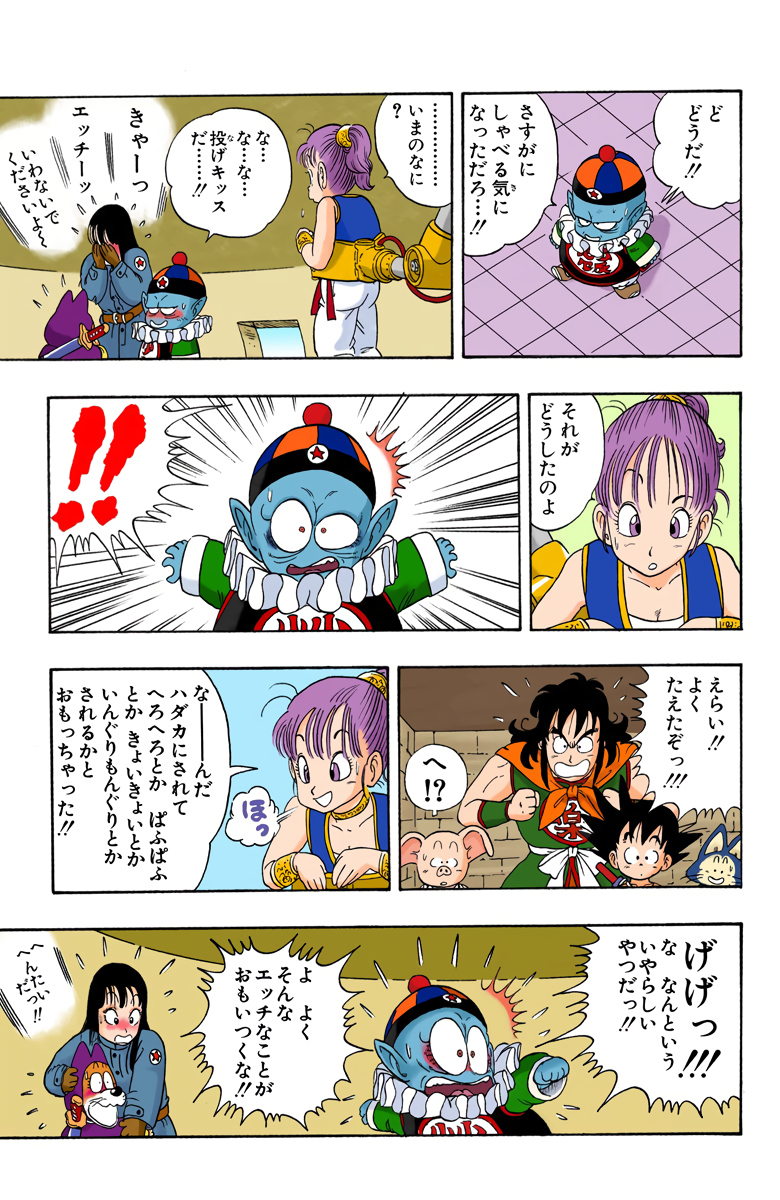 ど
どうだ!!
さすがに
しゃべる気に
なっただろ…!!
…………
いまのなに
?
な…
な…な…
投げキッス
だ……!!
きゃーっ
エッチーッ
いわないで
くださいよ〜
それが
どうしたのよ
!!
えらい!!
よく
たえたぞっ!!!
へ
!?
な――んだ
ハダカにされて
へろへろとか ぱふぱふ
とか きょいきょいとか
いんぐりもんぐりとか
されるかと
おもっちゃった!!
ほっ
げげっ!!!
な なんという
いやらしい
やつだっ!!
よ よく
そんな
エッチなことが
おもいつくな!!
へ
へんたい
だっ!!